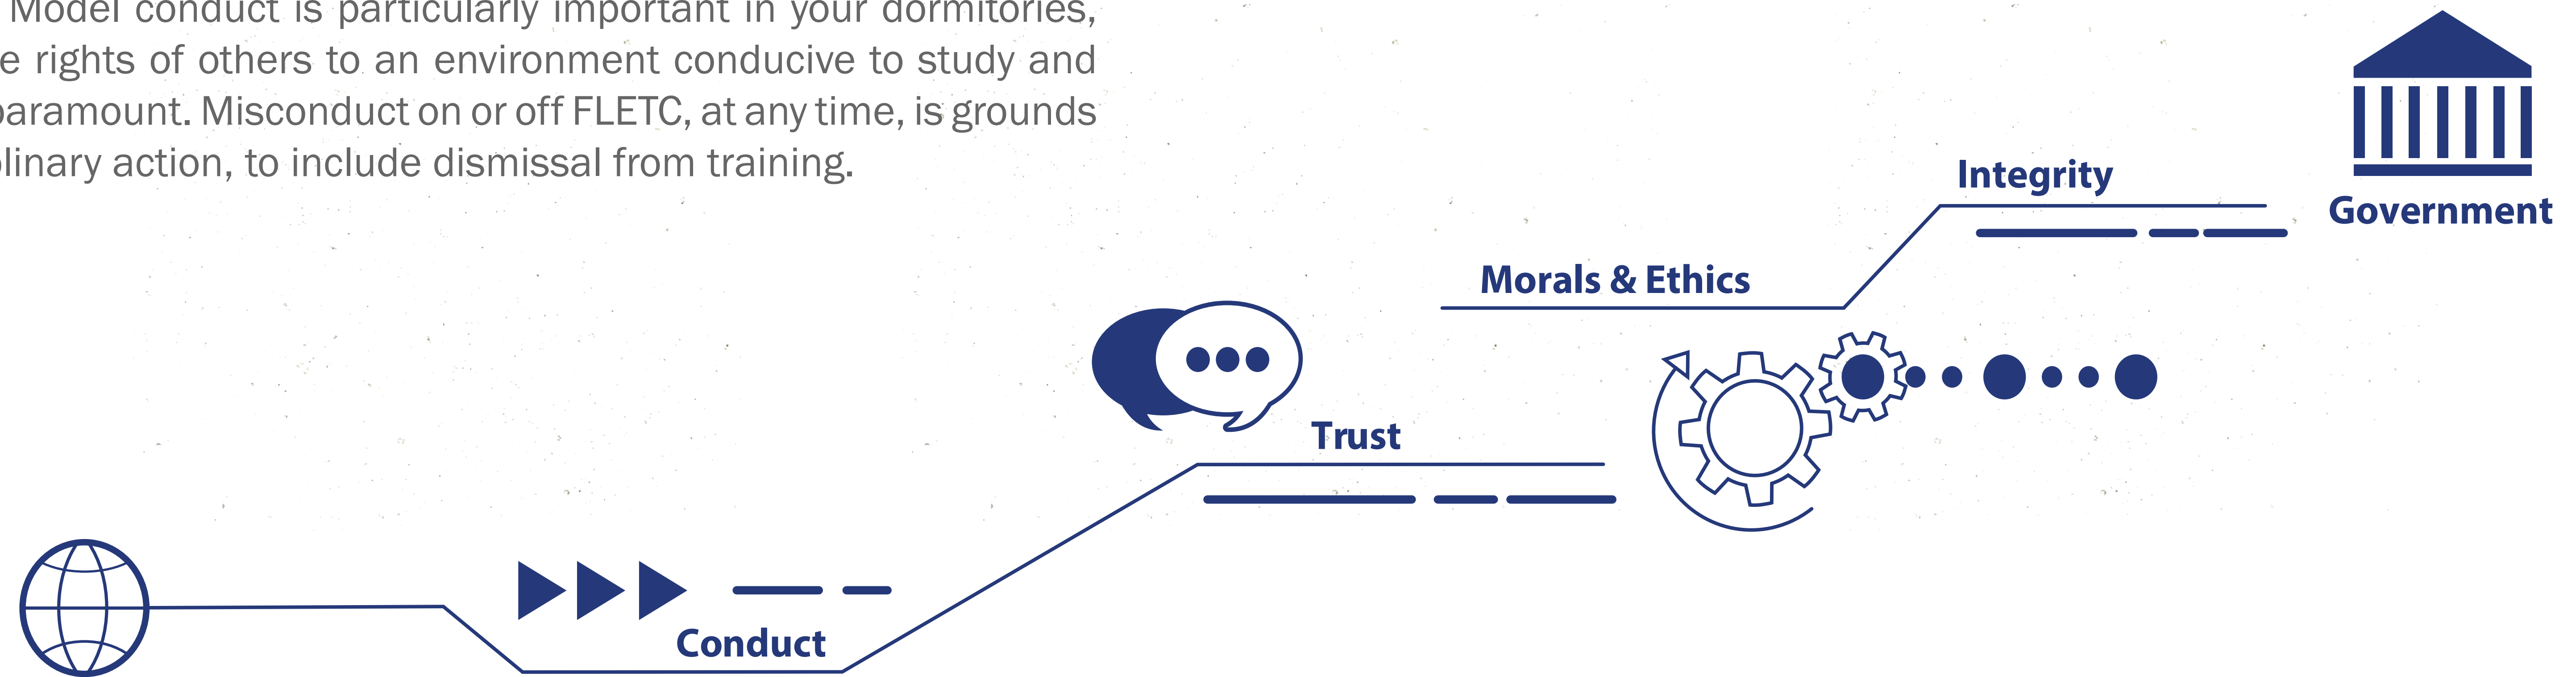 Model conduct is particularly important in your dormitories,
e rights of others to an environment conducive to study and
paramount. Misconduct on or off FLETC, at any time, is grounds
linary action, to include dismissal from training.
Integrity
Government
Morals & Ethics
Trust
Conduct